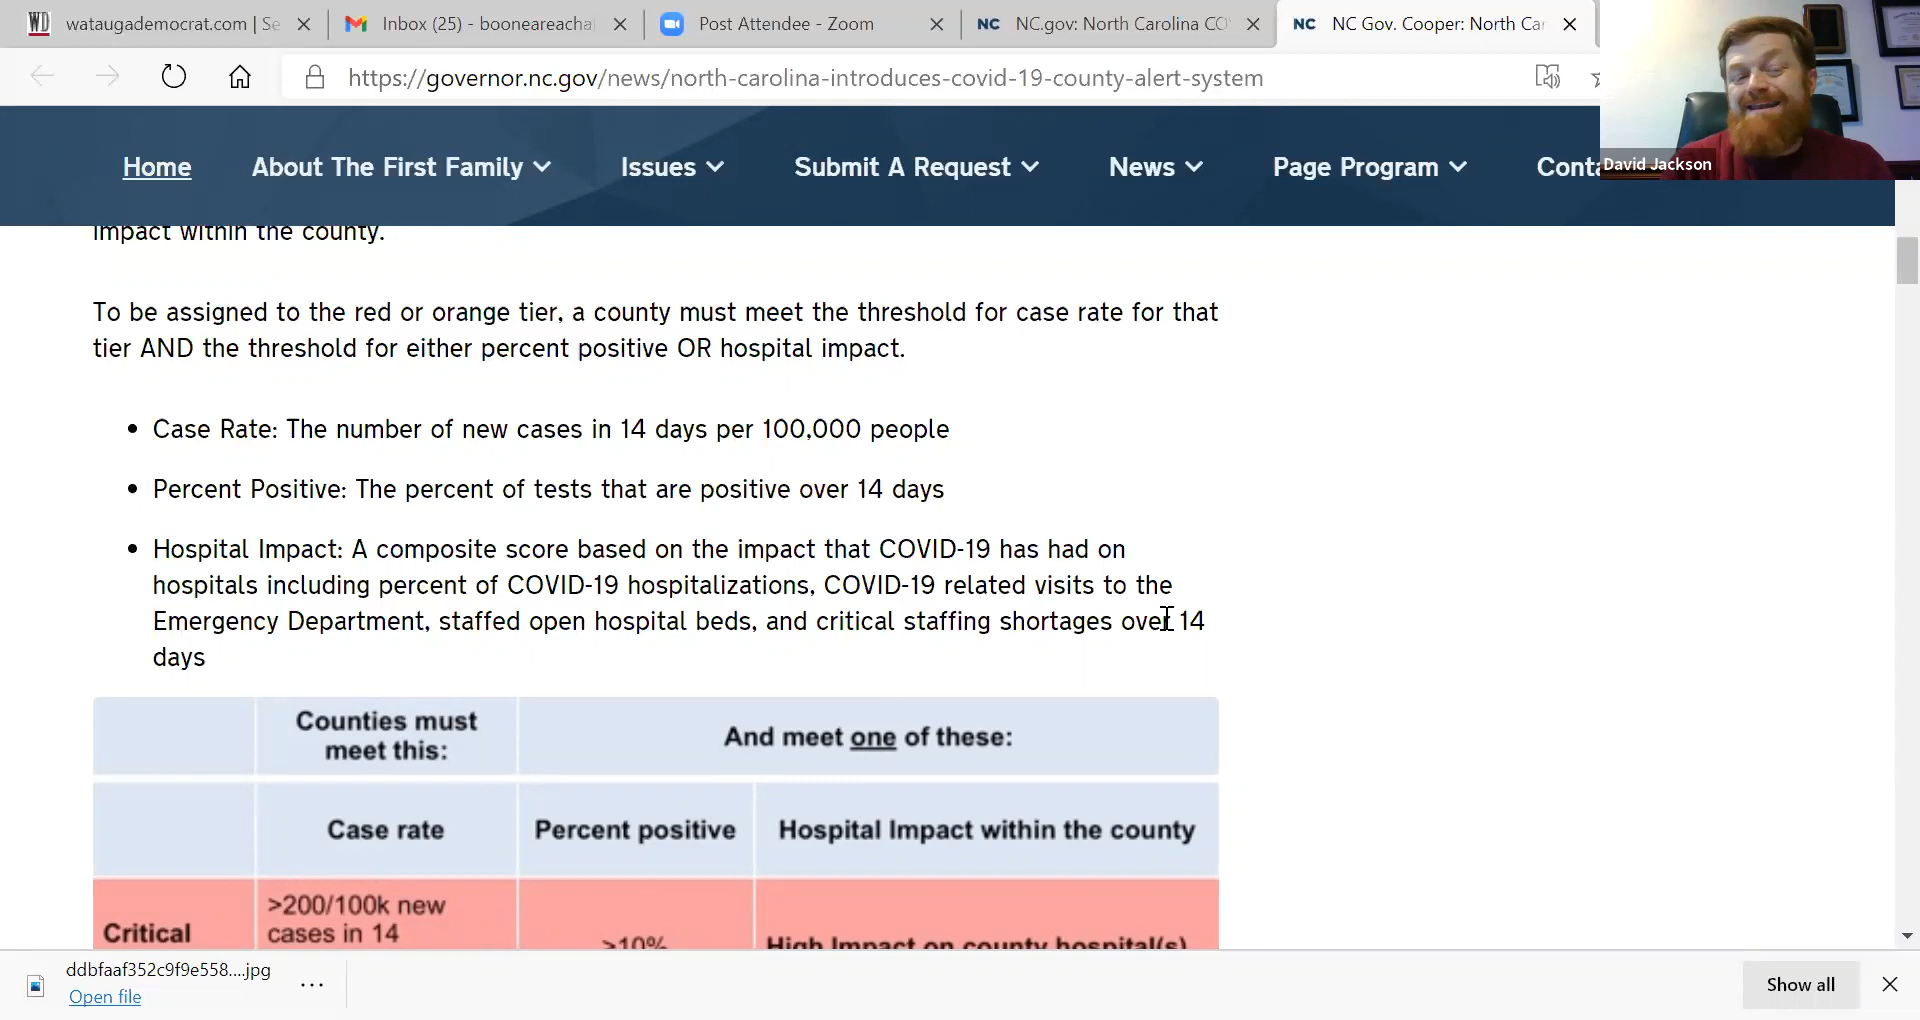 WD wataugademocrat.com | Se
Inbox (25) - booneareacha
Post Attendee - Zoom
NC NC.gov: North Carolina CO
NC NC Gov. Cooper: North Car
https://governor.nc.gov/news/north-carolina-introduces-covid-19-county-alert-system
Home About The First Family Issues Submit A Request News Page Program Conta
David Jackson
impact within the county.
To be assigned to the red or orange tier, a county must meet the threshold for case rate for that
tier AND the threshold for either percent positive OR hospital impact.
• Case Rate: The number of new cases in 14 days per 100,000 people
• Percent Positive: The percent of tests that are positive over 14 days
• Hospital Impact: A composite score based on the impact that COVID-19 has had on
hospitals including percent of COVID-19 hospitalizations, COVID-19 related visits to the
Emergency Department, staffed open hospital beds, and critical staffing shortages over 14
days
Counties must
meet this:
And meet one of these:
Case rate
Percent positive
Hospital Impact within the county
Critical
>200/100k new
cases in 14
>10%
High Impact on county hospital(s)
ddbfaaf352c9f9e558....jpg
Open file
Show all